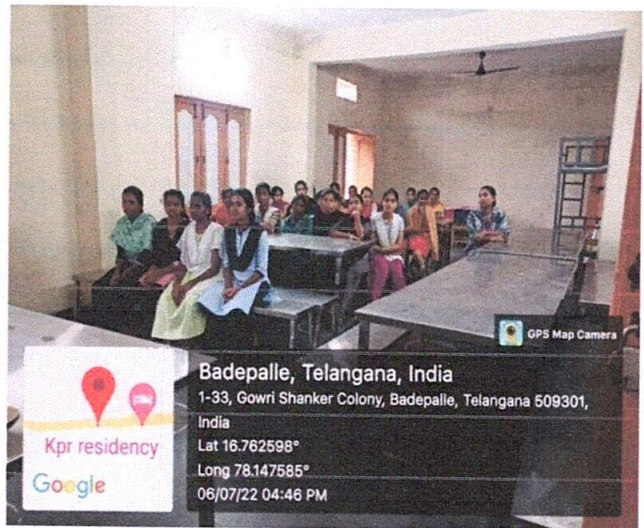 GPS Map Camera
Badepalle, Telangana, India
1-33, Gowri Shanker Colony, Badepalle, Telangana 509301,
India
Lat 16.762598°
Long 78.147585°
06/07/22 04:46 PM
Kpr residency
Google